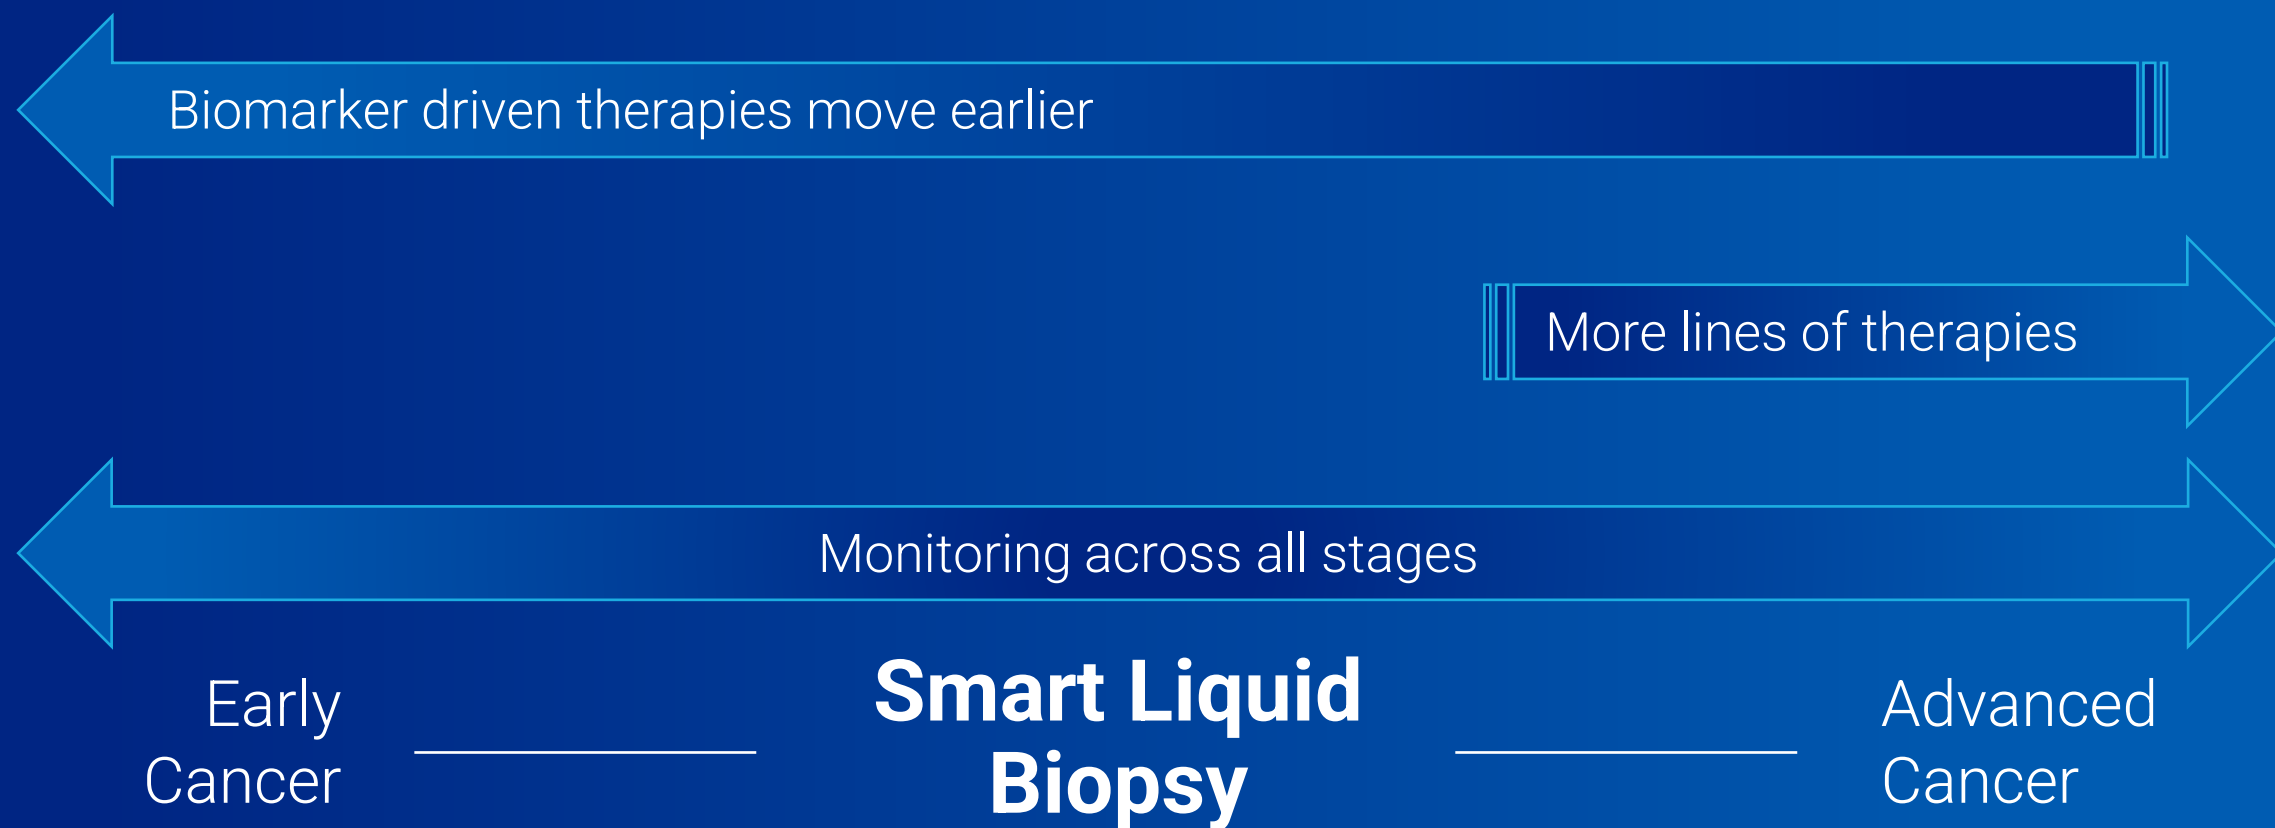 Biomarker driven therapies move earlier
More lines of therapies
Monitoring across all stages
Early
Cancer
Smart Liquid
Biopsy
Advanced
Cancer